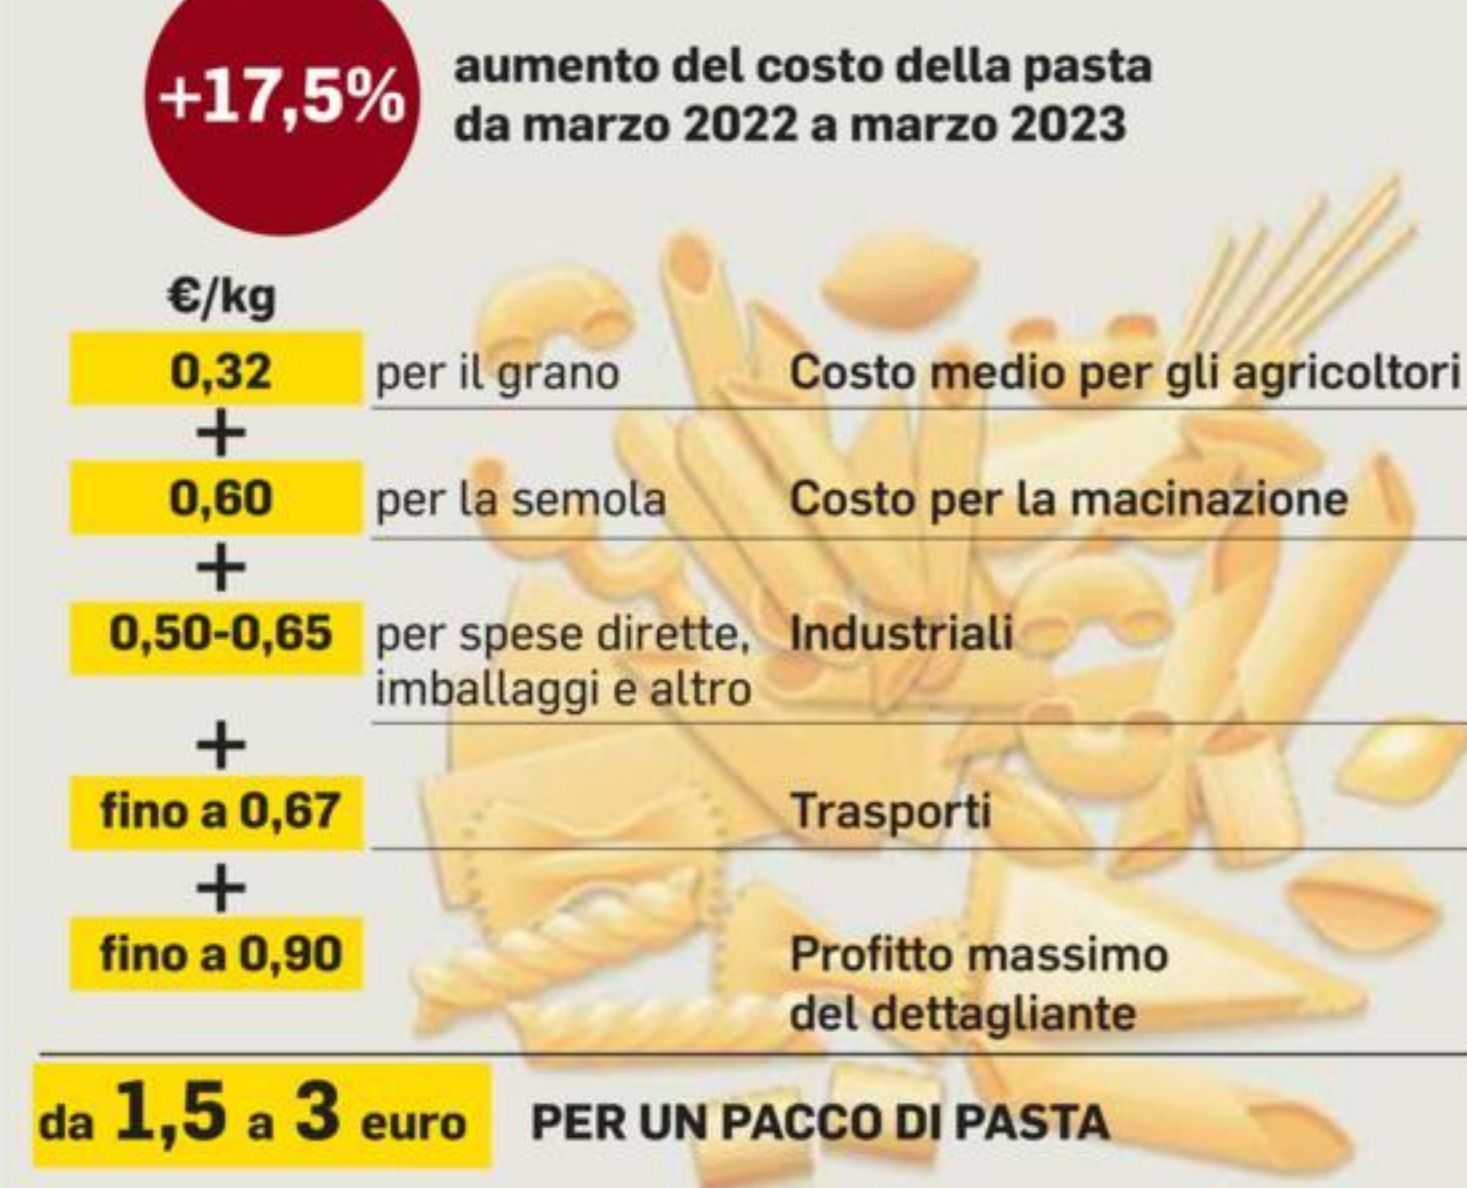 +17,5%
aumento del costo della pasta
da marzo 2022 a marzo 2023
€/kg
0,32 per il grano Costo medio per gli agricoltori
+
0,60 per la semola Costo per la macinazione
+
0,50-0,65 per spese dirette, Industriali
imballaggi e altro
+
fino a 0,67 Trasporti
+
fino a 0,90 Profitto massimo
del dettagliante
da 1,5 a 3 euro PER UN PACCO DI PASTA